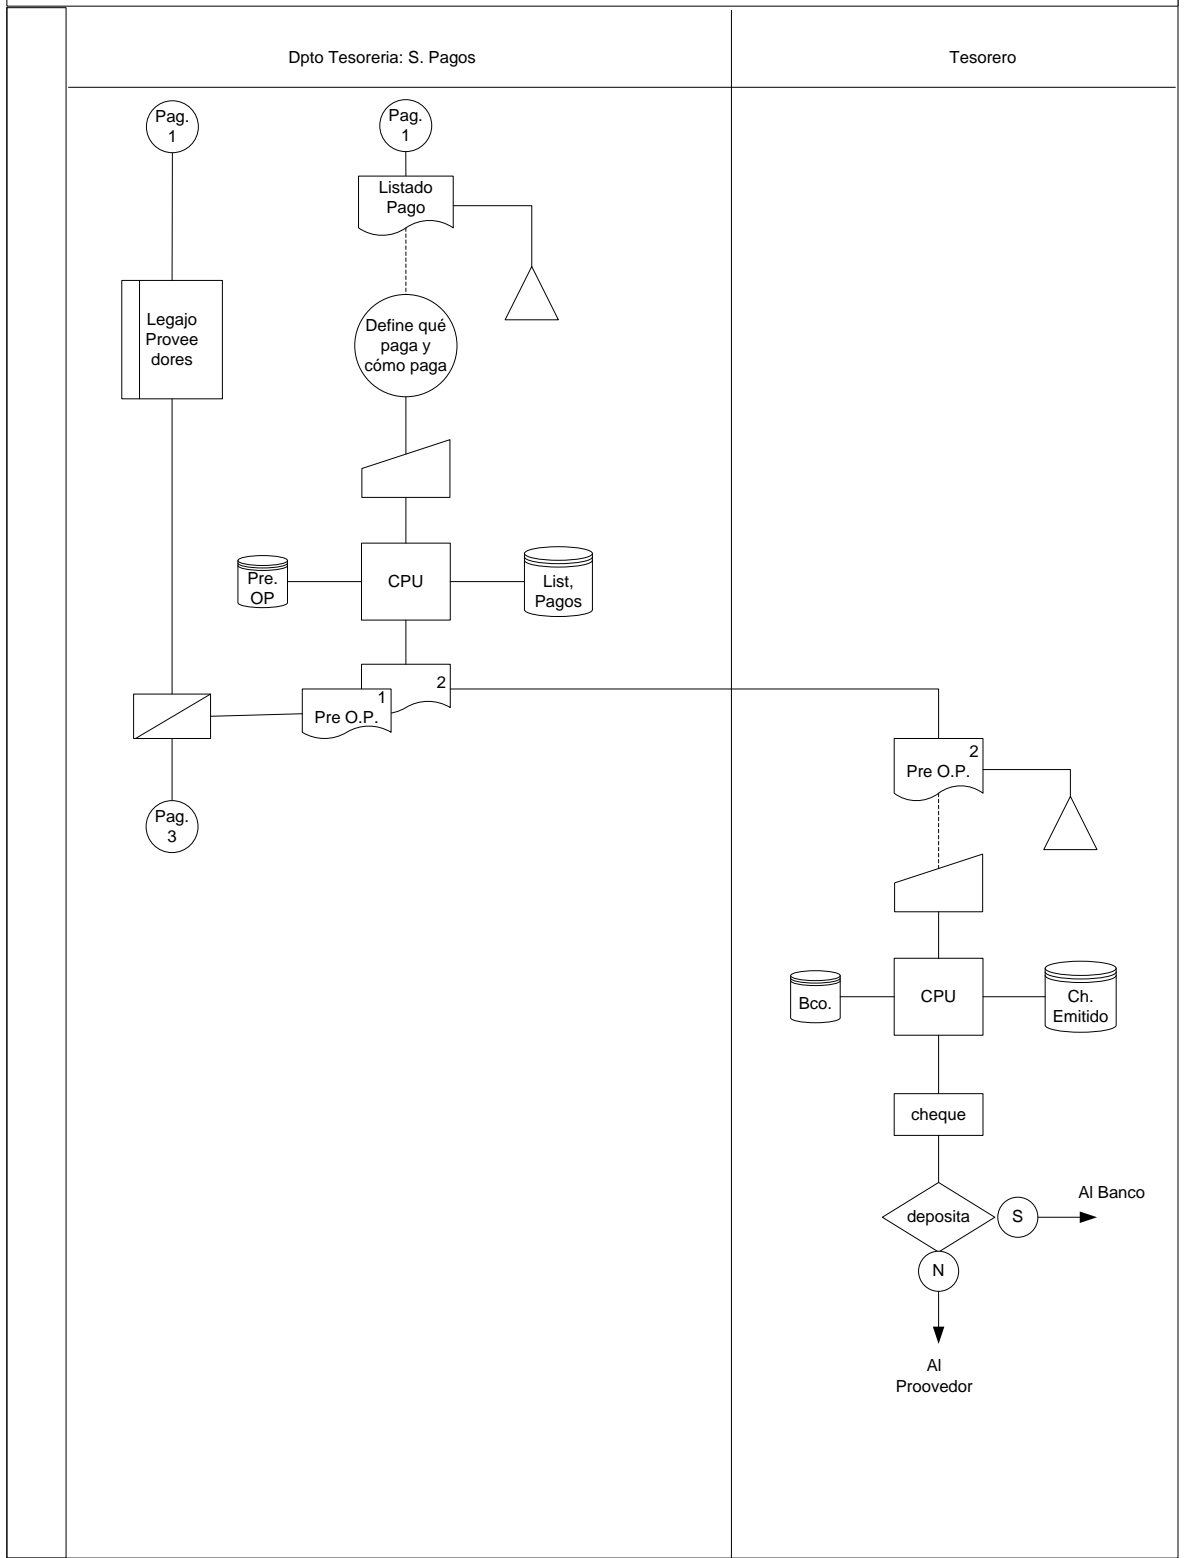 Dpto Tesoreria: S. Pagos
Tesorero
Pag.
1
Pag.
1
Listado
Pago
Legajo
Provee
dores
Define qué
paga y
cómo paga
Pre.
OP
CPU
List,
Pagos
2
1
Pre O.P.
2
Pre O.P.
Pag.
3
Bco.
CPU
Ch.
Emitido
cheque
deposita
S
Al Banco
N
Al
Proovedor